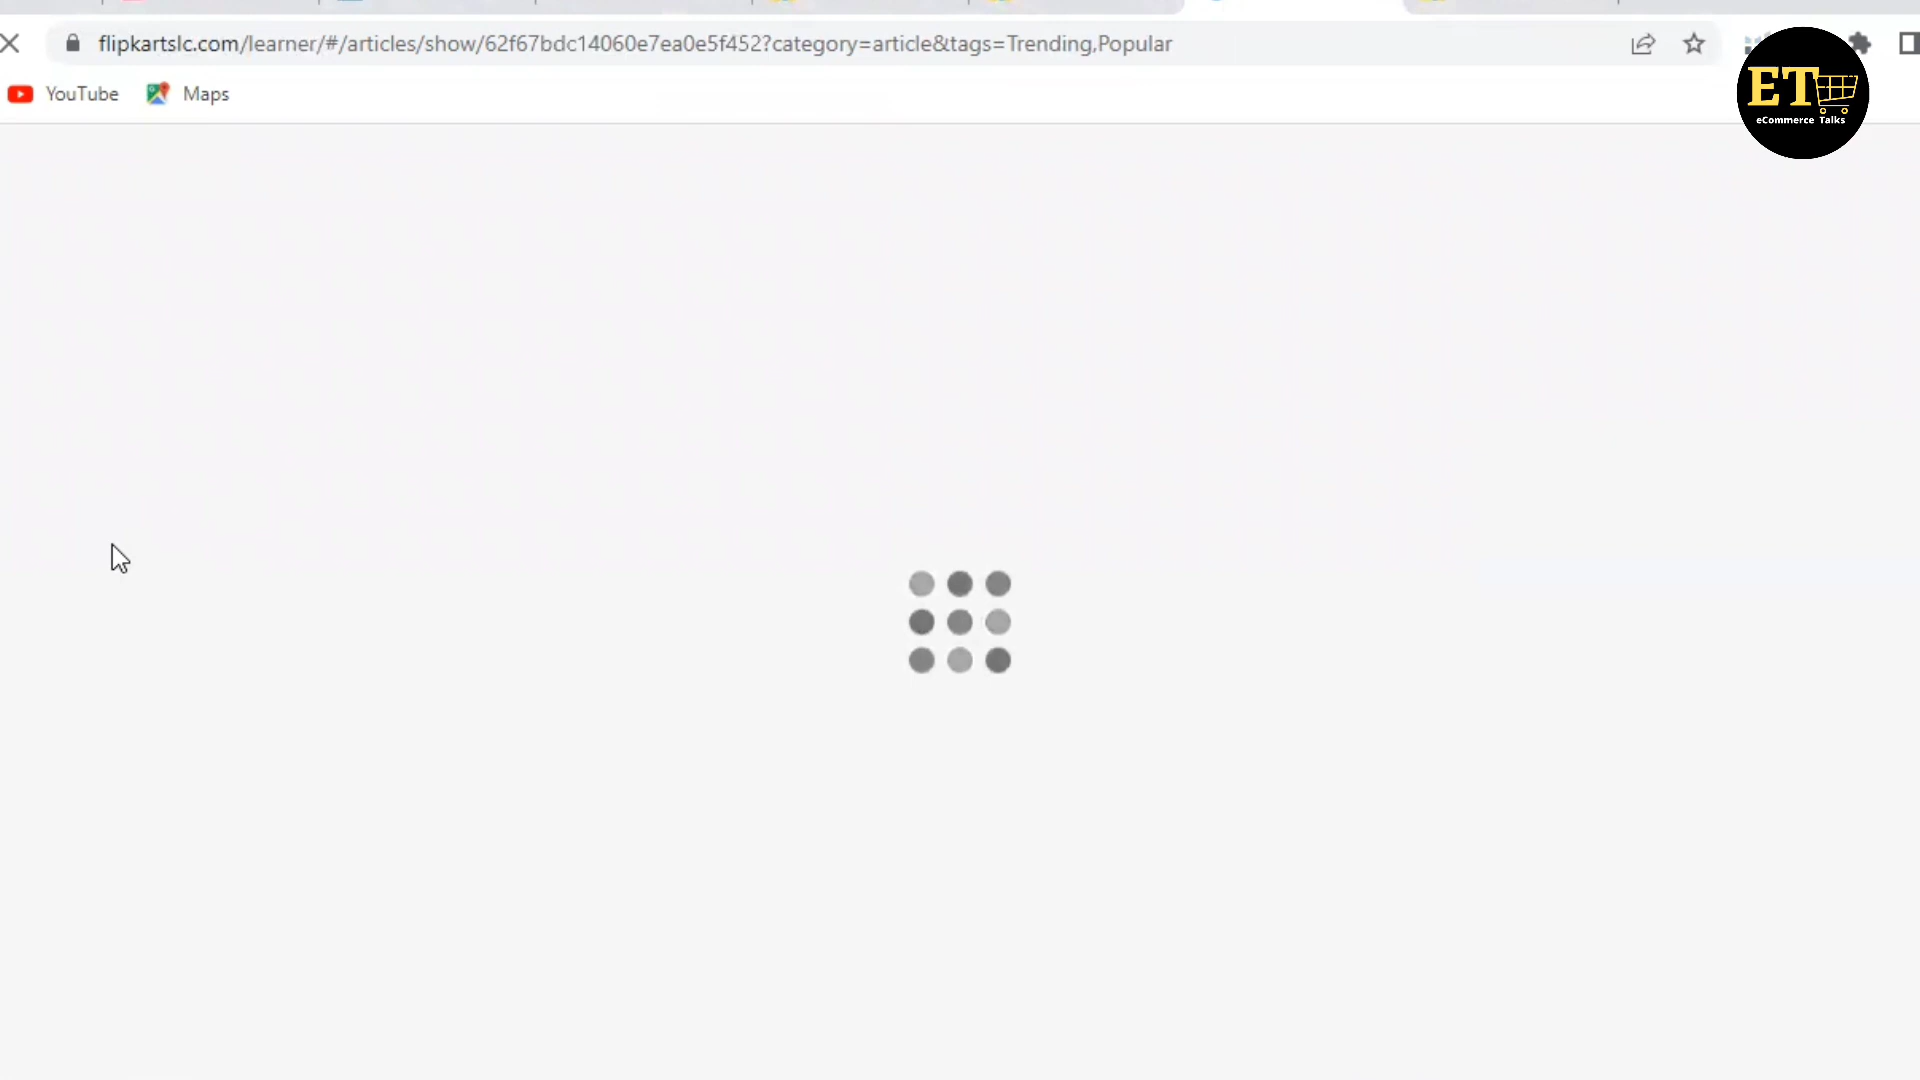 flipkartslc.com/learner/#/articles/show/62f67bdc14060e7ea0e5f452?category=article&tags=Trending,Popular
YouTube
Maps
ET
eCommerce Talks